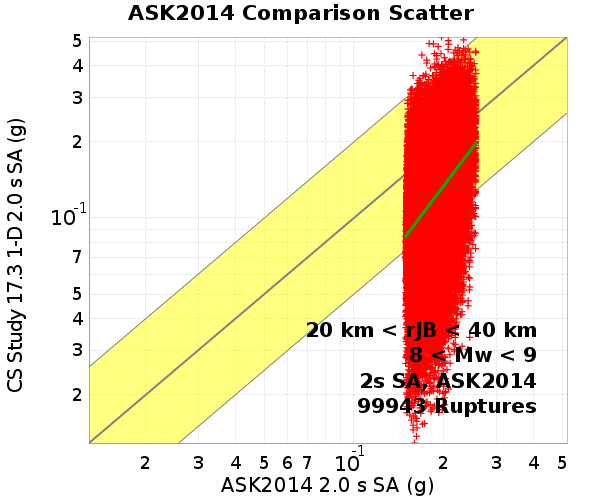 ASK2014 Comparison Scatter
CS Study 17.3 1-D 2.0 s SA (g)
5
4
3
2
10-1
7
5
4
3
2
20 km < rJB < 40 km
8 < Mw < 9
2s SA, ASK2014
99943 Ruptures
2 3 4 5 6 7 10-1 2 3 4 5
ASK2014 2.0 s SA (g)